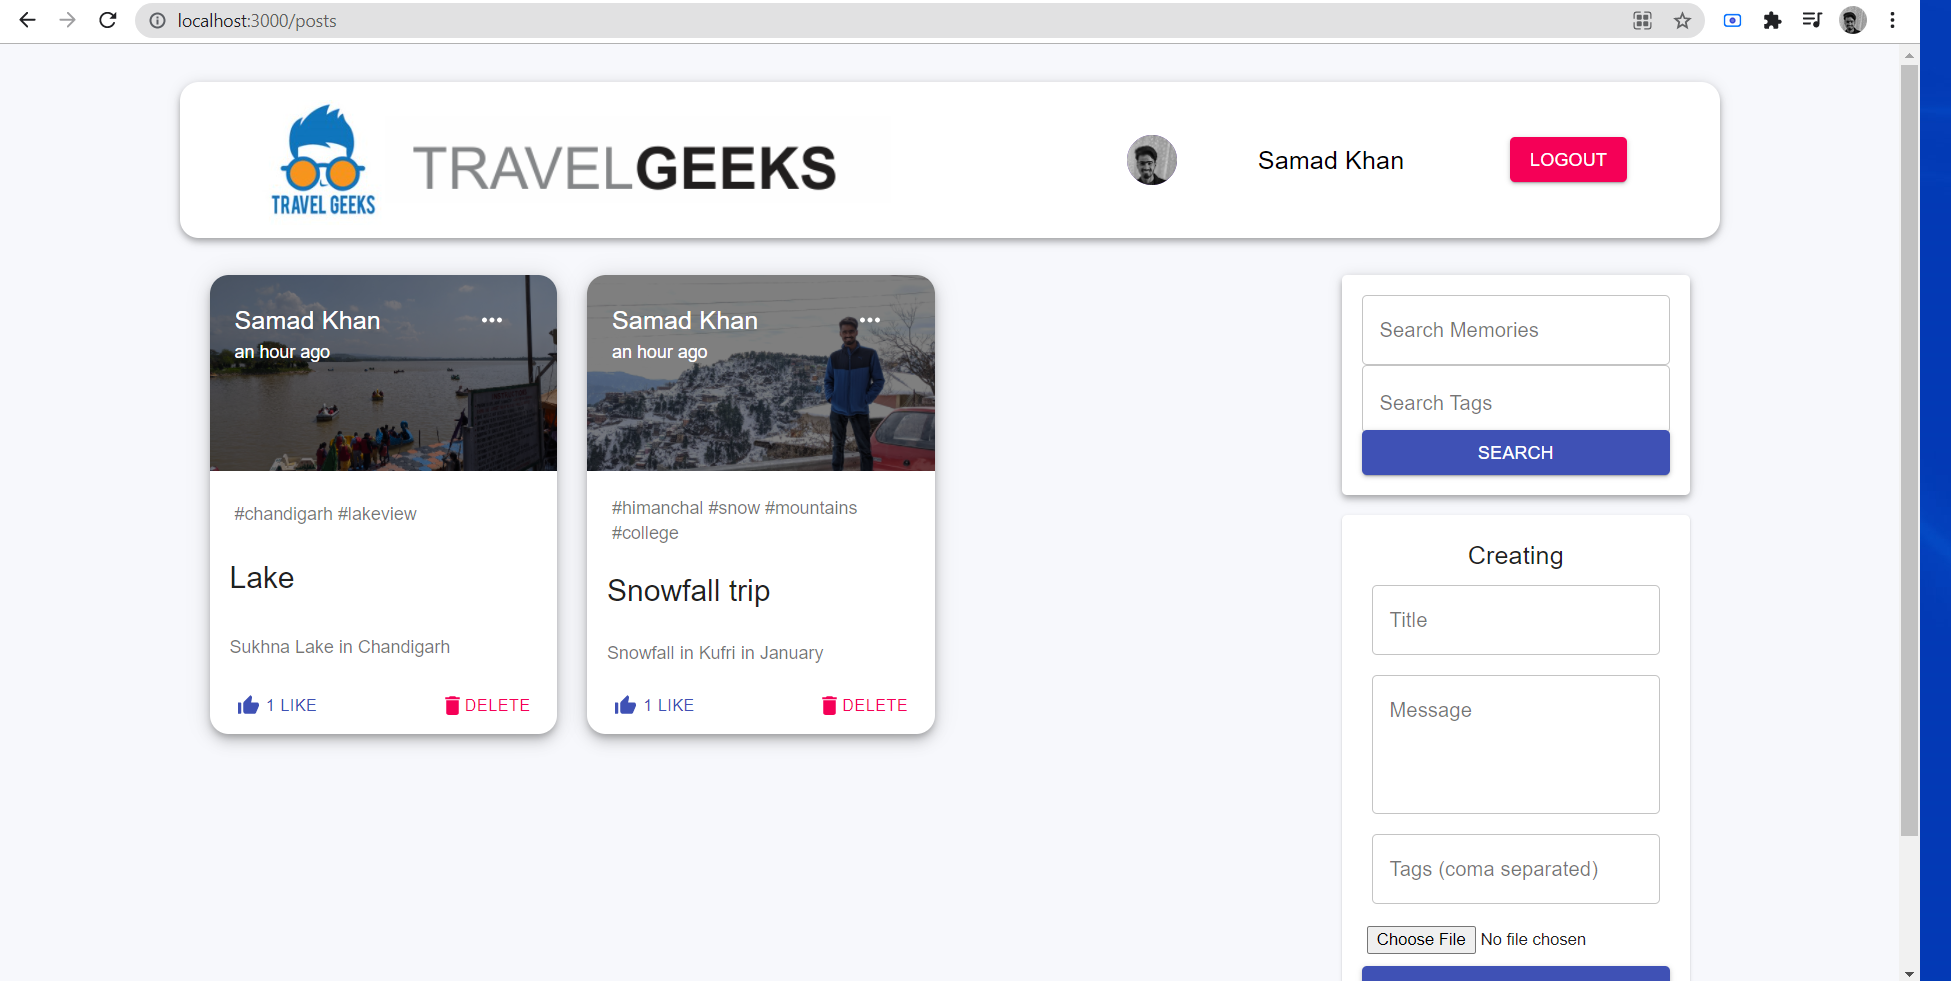 localhost:3000/posts
TRAVEL GEEKS
TRAVELGEEKS
Samad Khan
LOGOUT
Samad Khan
an hour ago
#chandigarh #lakeview
Lake
Sukhna Lake in Chandigarh
1 LIKE
DELETE
Samad Khan
an hour ago
#himanchal #snow #mountains
#college
Snowfall trip
Snowfall in Kufri in January
1 LIKE
DELETE
Search Memories
Search Tags
SEARCH
Creating
Title
Message
Tags (coma separated)
Choose File No file chosen